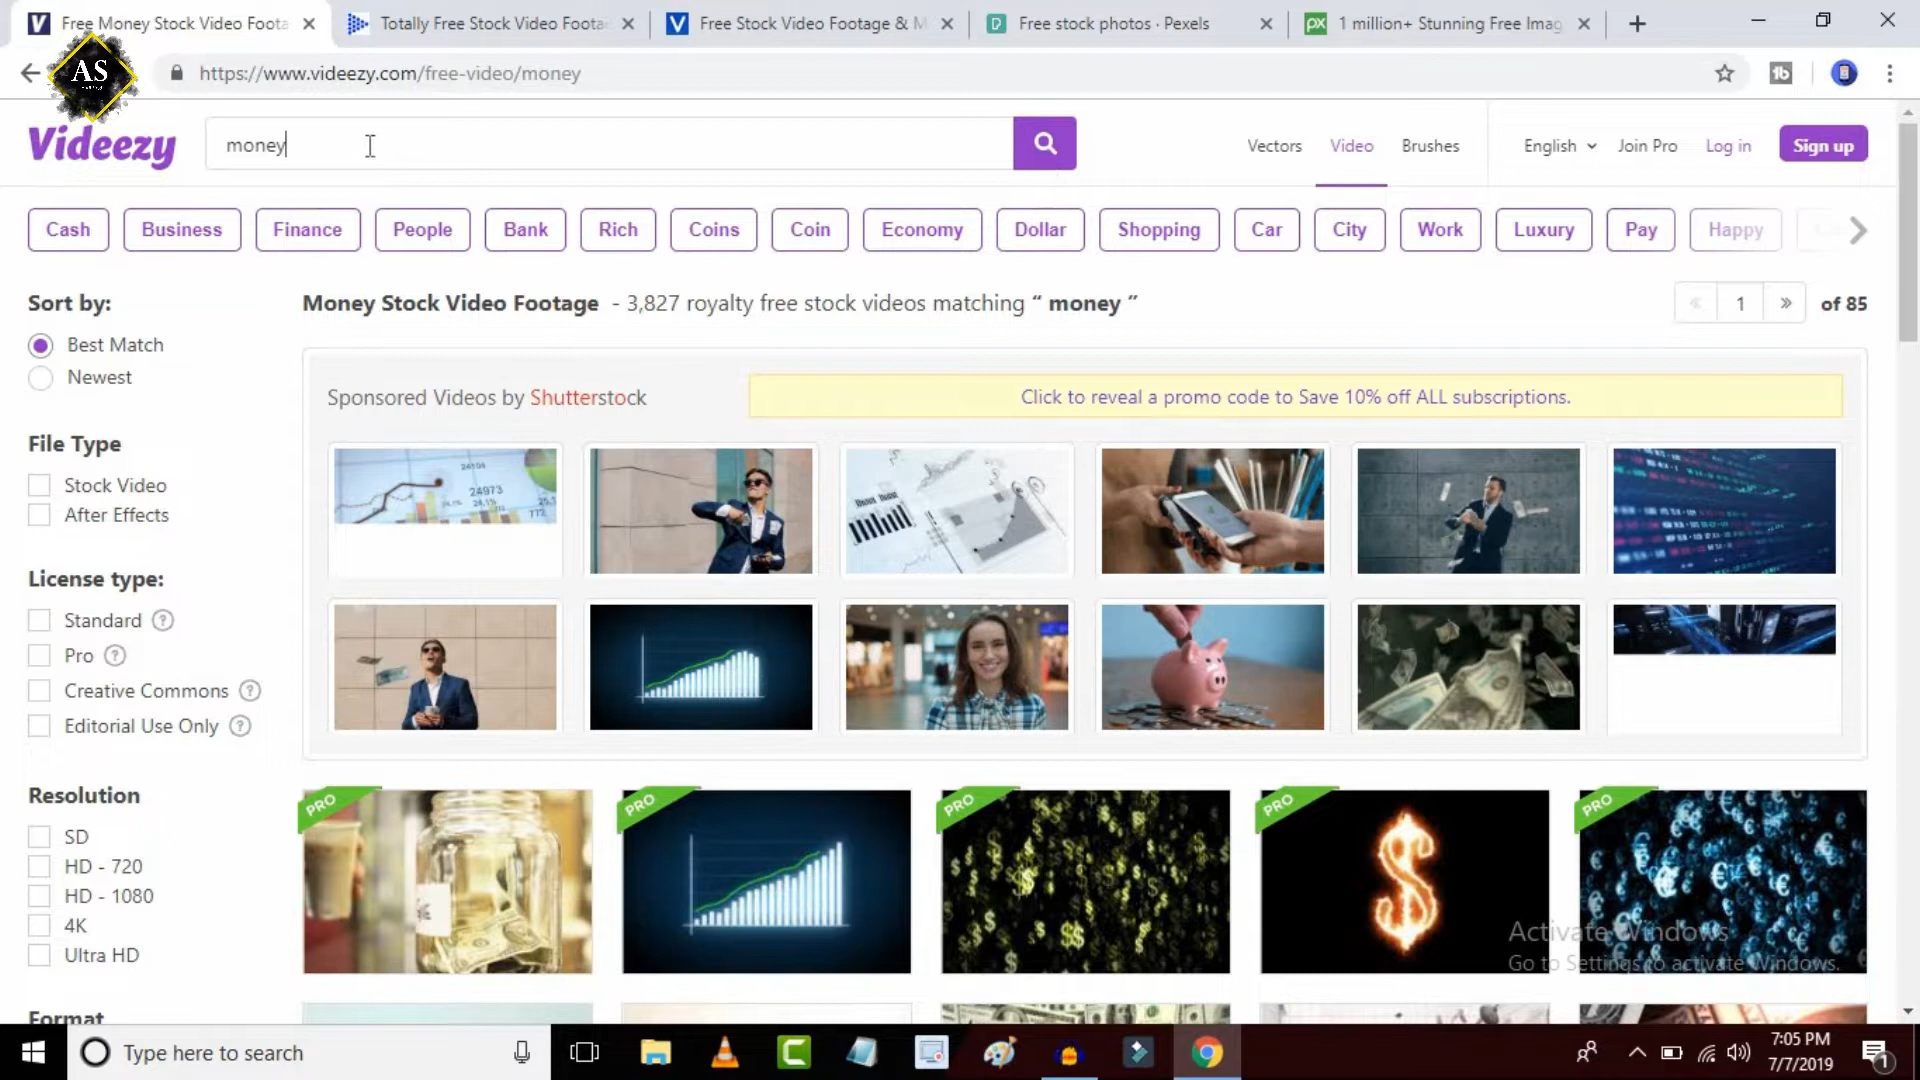 Free Money Stock Video Foota
Totally Free Stock Video Foota
Free Stock Video Footage & M
Free stock photos · Pexels
1 million+ Stunning Free Imag
AS
https://www.videezy.com/free-video/money
Videezy
money
Vectors
Video
Brushes
English
Join Pro
Log in
Sign up
Cash
Business
Finance
People
Bank
Rich
Coins
Coin
Economy
Dollar
Shopping
Car
City
Work
Luxury
Pay
Happy
Sort by:
Best Match
Newest
Money Stock Video Footage - 3,827 royalty free stock videos matching “ money ”
1
of 85
Sponsored Videos by Shutterstock
Click to reveal a promo code to Save 10% off ALL subscriptions.
File Type
Stock Video
After Effects
24973
License type:
Standard ?
Pro ?
Creative Commons ?
Editorial Use Only ?
Resolution
SD
HD - 720
HD - 1080
4K
Ultra HD
Format
PRO
PRO
PRO
PRO
PRO
Activate Windows
Go to Settings to activate Windows.
Type here to search
7:05 PM
7/7/2019
1